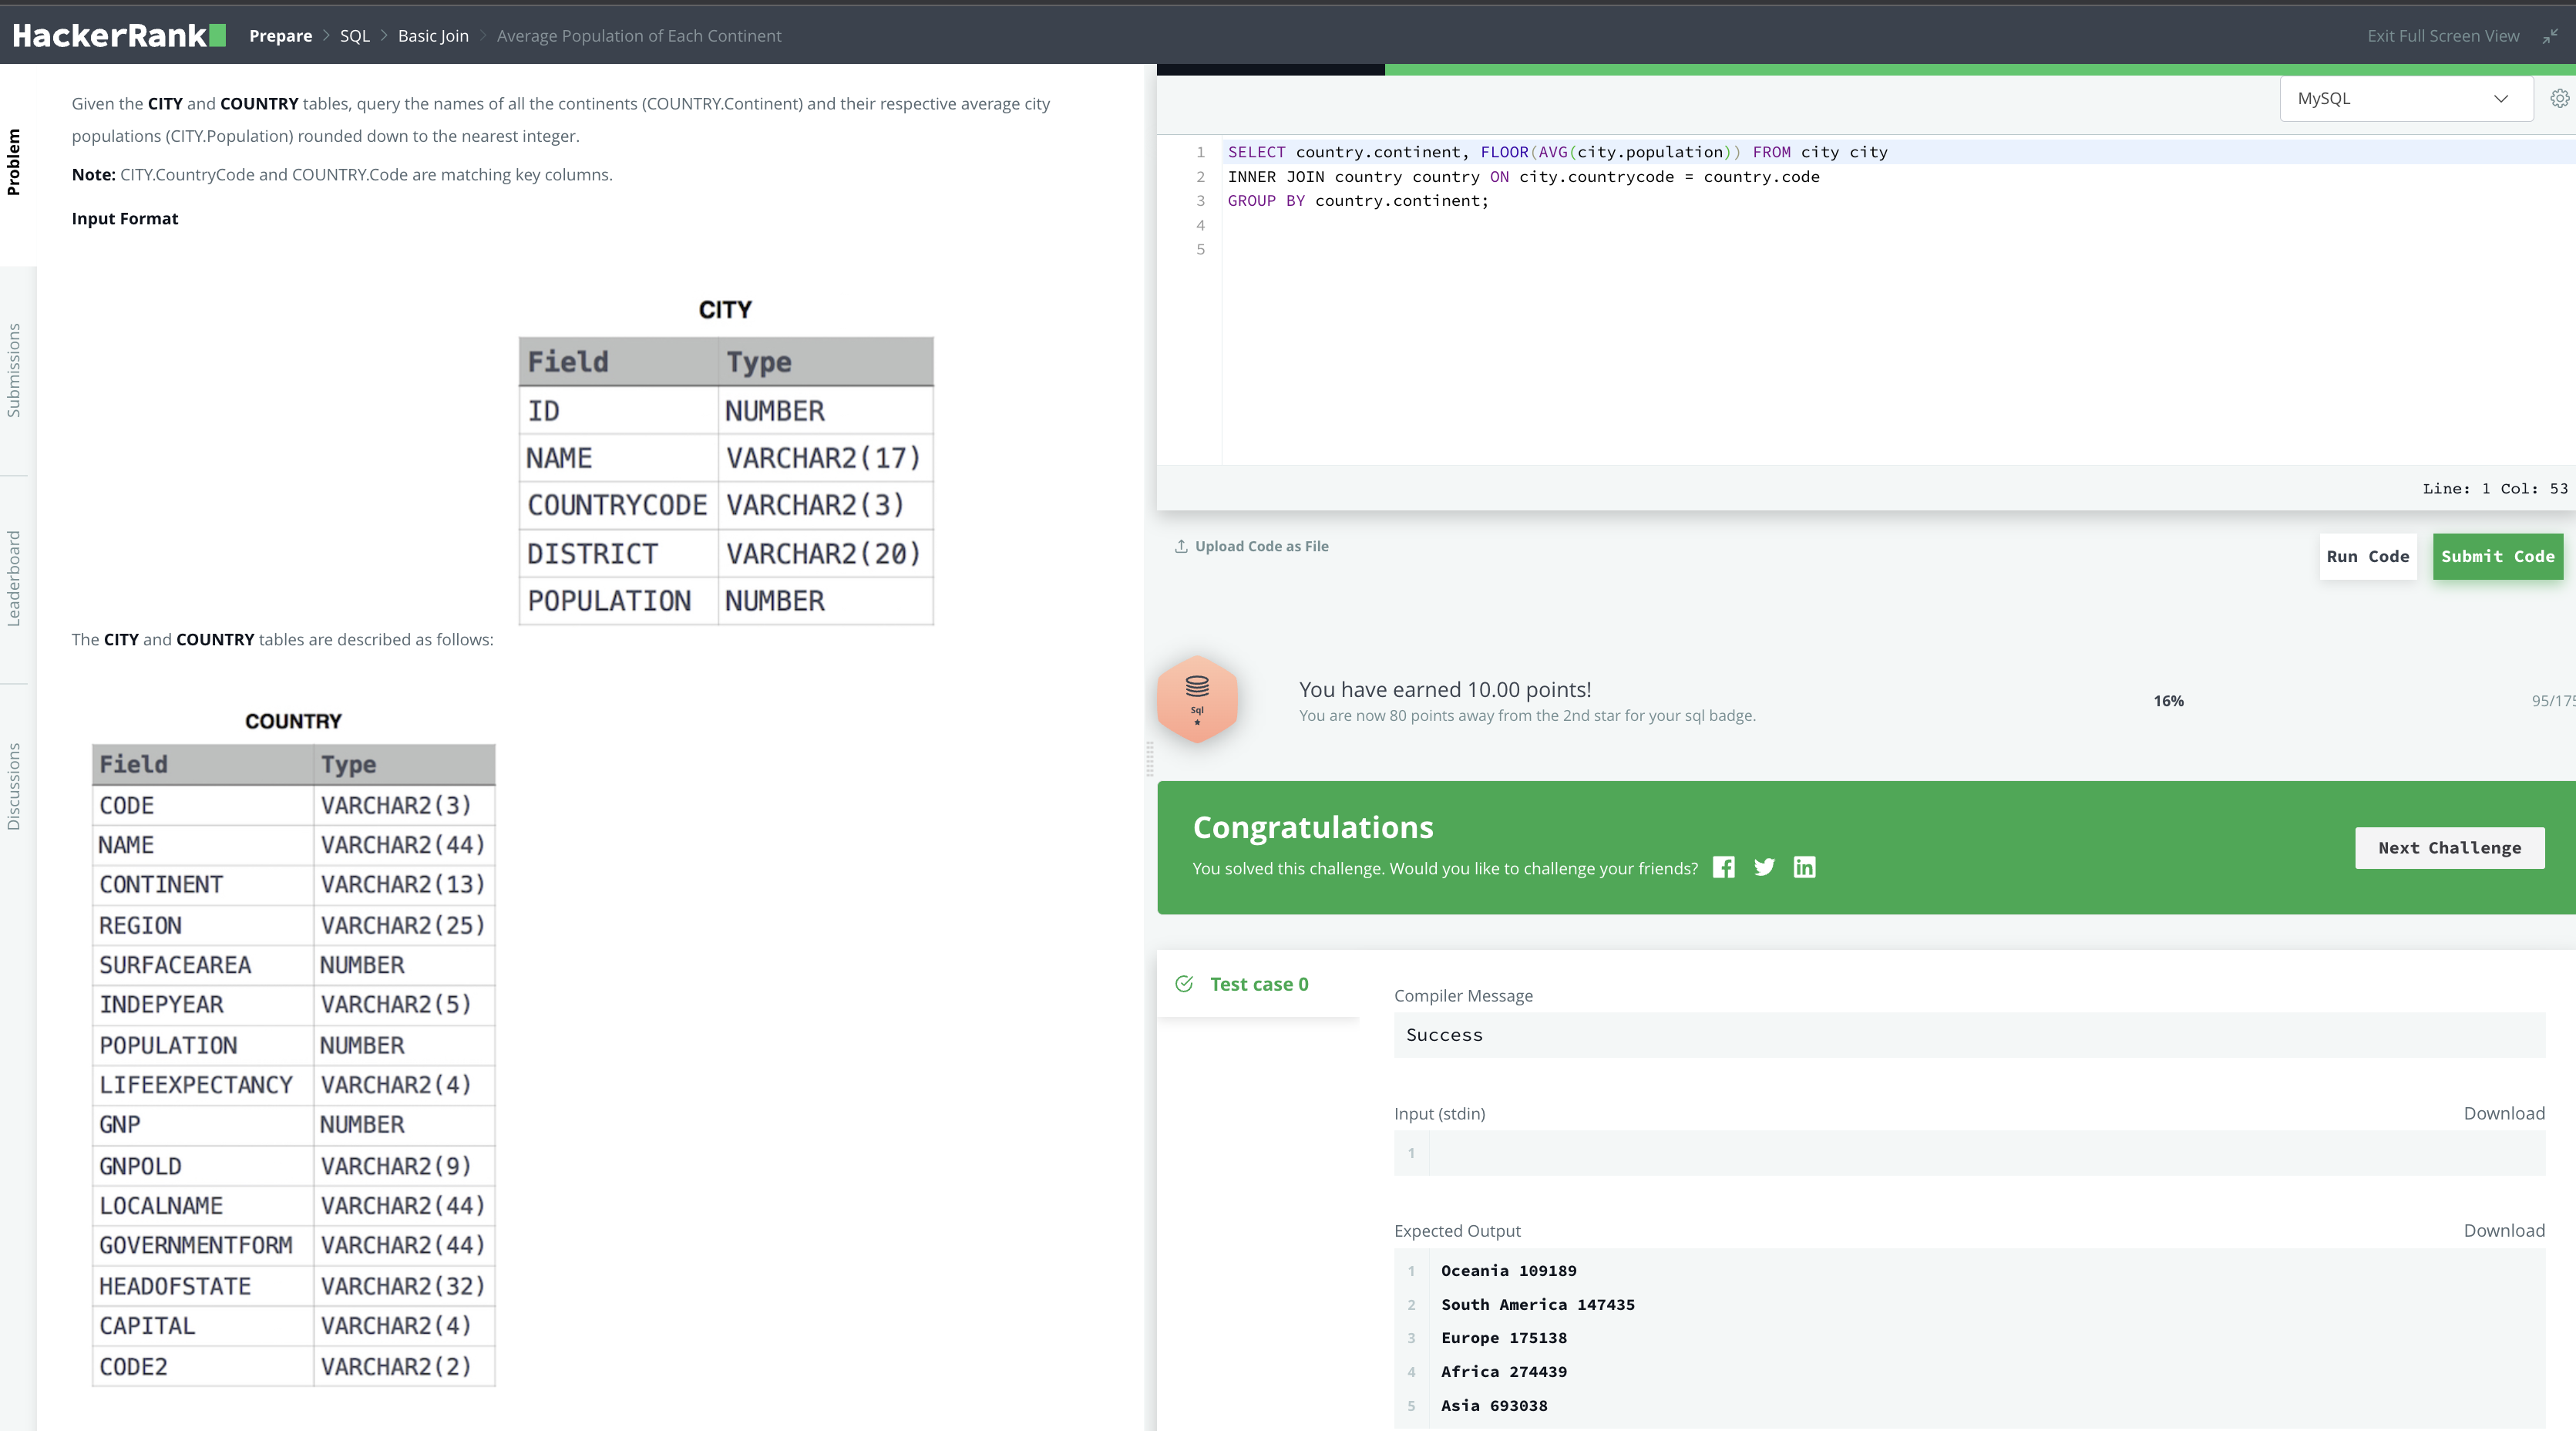 HackerRank
Prepare > SQL > Basic Join > Average Population of Each Continent
Exit Full Screen View
Problem
Submissions
Leaderboard
Discussions
Given the CITY and COUNTRY tables, query the names of all the continents (COUNTRY.Continent) and their respective average city
populations (CITY.Population) rounded down to the nearest integer.
Note: CITY.CountryCode and COUNTRY.Code are matching key columns.
Input Format
CITY
Field Type
ID NUMBER
NAME VARCHAR2(17)
COUNTRYCODE VARCHAR2(3)
DISTRICT VARCHAR2(20)
POPULATION NUMBER
The CITY and COUNTRY tables are described as follows:
COUNTRY
Field Type
CODE VARCHAR2(3)
NAME VARCHAR2(44)
CONTINENT VARCHAR2(13)
REGION VARCHAR2(25)
SURFACEAREA NUMBER
INDEPYEAR VARCHAR2(5)
POPULATION NUMBER
LIFEEXPECTANCY VARCHAR2(4)
GNP NUMBER
GNPOLD VARCHAR2(9)
LOCALNAME VARCHAR2(44)
GOVERNMENTFORM VARCHAR2(44)
HEADOFSTATE VARCHAR2(32)
CAPITAL VARCHAR2(4)
CODE2 VARCHAR2(2)
MySQL
1 SELECT country.continent, FLOOR(AVG(city.population)) FROM city city
2 INNER JOIN country country ON city.countrycode = country.code
3 GROUP BY country.continent;
4
5
Line: 1 Col: 53
Upload Code as File
Run Code
Submit Code
Sql
You have earned 10.00 points!
You are now 80 points away from the 2nd star for your sql badge.
16%
95/175
Congratulations
You solved this challenge. Would you like to challenge your friends?
Next Challenge
Test case 0
Compiler Message
Success
Input (stdin)
Download
1
Expected Output
Download
1 Oceania 109189
2 South America 147435
3 Europe 175138
4 Africa 274439
5 Asia 693038